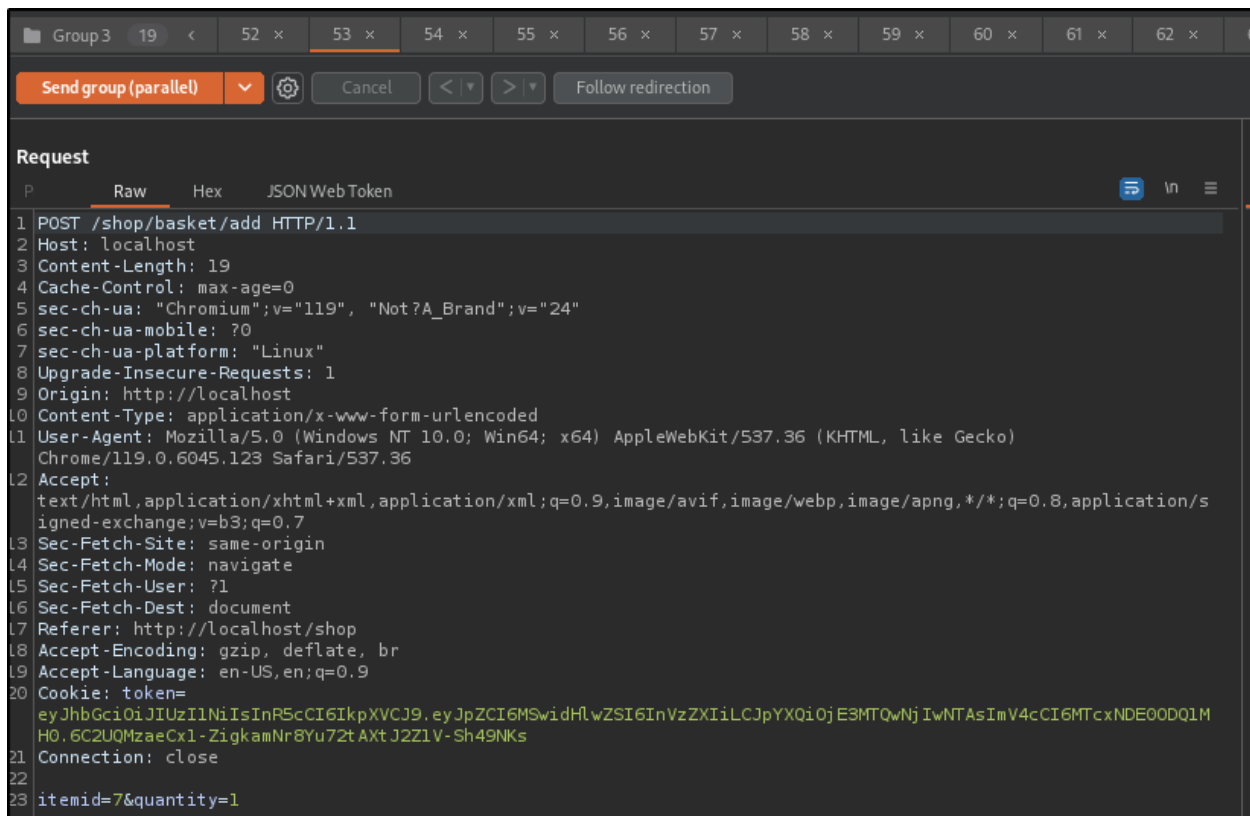 Group 3 19 < 52 × 53 × 54 × 55 × 56 × 57 × 58 × 59 × 60 × 61 × 62 ×
Send group (parallel) Cancel < > Follow redirection
Request
P Raw Hex JSON Web Token \n
1 POST /shop/basket/add HTTP/1.1
2 Host: localhost
3 Content-Length: 19
4 Cache-Control: max-age=0
5 sec-ch-ua: "Chromium";v="119", "Not?A_Brand";v="24"
6 sec-ch-ua-mobile: ?0
7 sec-ch-ua-platform: "Linux"
8 Upgrade-Insecure-Requests: 1
9 Origin: http://localhost
10 Content-Type: application/x-www-form-urlencoded
11 User-Agent: Mozilla/5.0 (Windows NT 10.0; Win64; x64) AppleWebKit/537.36 (KHTML, like Gecko)
Chrome/119.0.6045.123 Safari/537.36
12 Accept:
text/html,application/xhtml+xml,application/xml;q=0.9,image/avif,image/webp,image/apng,*/*;q=0.8,application/s
igned-exchange;v=b3;q=0.7
13 Sec-Fetch-Site: same-origin
14 Sec-Fetch-Mode: navigate
15 Sec-Fetch-User: ?1
16 Sec-Fetch-Dest: document
17 Referer: http://localhost/shop
18 Accept-Encoding: gzip, deflate, br
19 Accept-Language: en-US,en;q=0.9
20 Cookie: token=
eyJhbGciOiJIUzI1NiIsInR5cCI6IkpXVCJ9.eyJpZCI6MSwidHlwZSI6InVzZXIiLCJpYXQiOjE3MTQwNjIwNTAsImV4cCI6MTcxNDE0ODQ1M
H0.6C2UQMzaeCx1-ZigkamNr8Yu72tAXtJ2Z1V-Sh49NKs
21 Connection: close
22
23 itemid=7&quantity=1